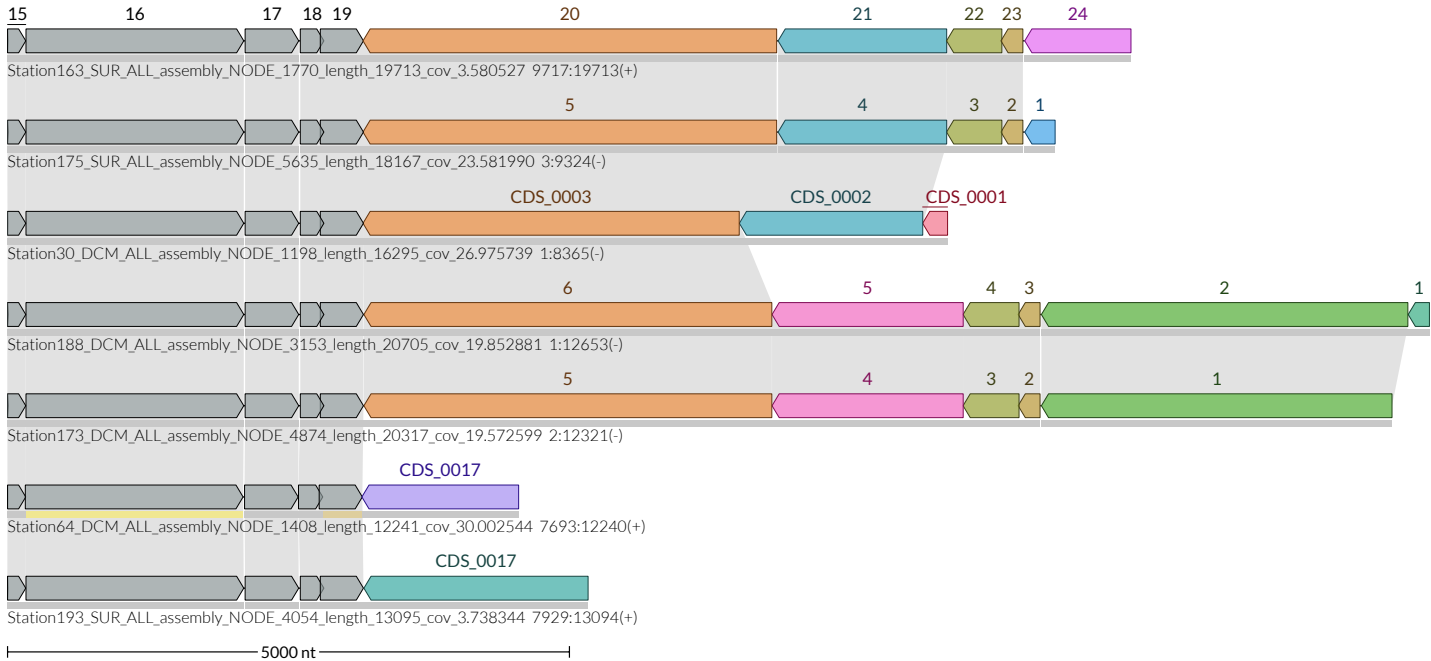 15 16 17 18 19 20 21 22 23 24
Station163_SUR_ALL_assembly_NODE_1770_length_19713_cov_3.580527 9717:19713(+)
5 4 3 2 1
Station175_SUR_ALL_assembly_NODE_5635_length_18167_cov_23.581990 3:9324(-)
CDS_0003 CDS_0002 CDS_0001
Station30_DCM_ALL_assembly_NODE_1198_length_16295_cov_26.975739 1:8365(-)
6 5 4 3 2 1
Station188_DCM_ALL_assembly_NODE_3153_length_20705_cov_19.852881 1:12653(-)
5 4 3 2 1
Station173_DCM_ALL_assembly_NODE_4874_length_20317_cov_19.572599 2:12321(-)
CDS_0017
Station64_DCM_ALL_assembly_NODE_1408_length_12241_cov_30.002544 7693:12240(+)
CDS_0017
Station193_SUR_ALL_assembly_NODE_4054_length_13095_cov_3.738344 7929:13094(+)
5000 nt